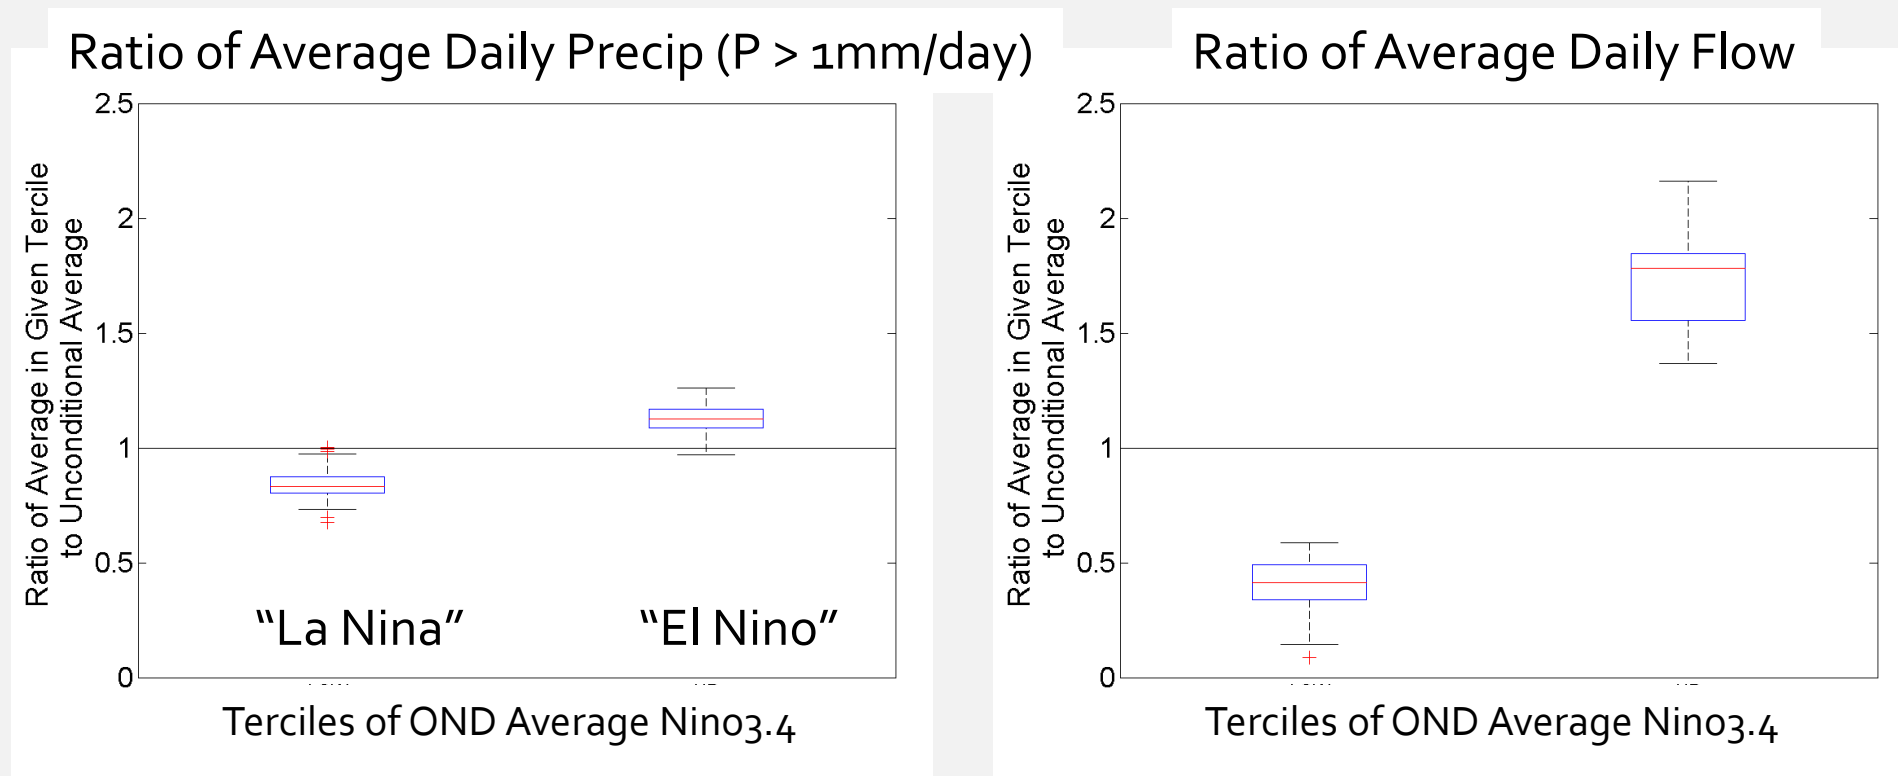 Ratio of Average Daily Precip (P > 1mm/day)
2.5
2
1.5
1
0.5
0
Ratio of Average in Given Tercile
to Unconditional Average
“La Nina”
“El Nino”
Terciles of OND Average Nino3.4
Ratio of Average Daily Flow
2.5
2
1.5
1
0.5
0
Ratio of Average in Given Tercile
to Unconditional Average
Terciles of OND Average Nino3.4